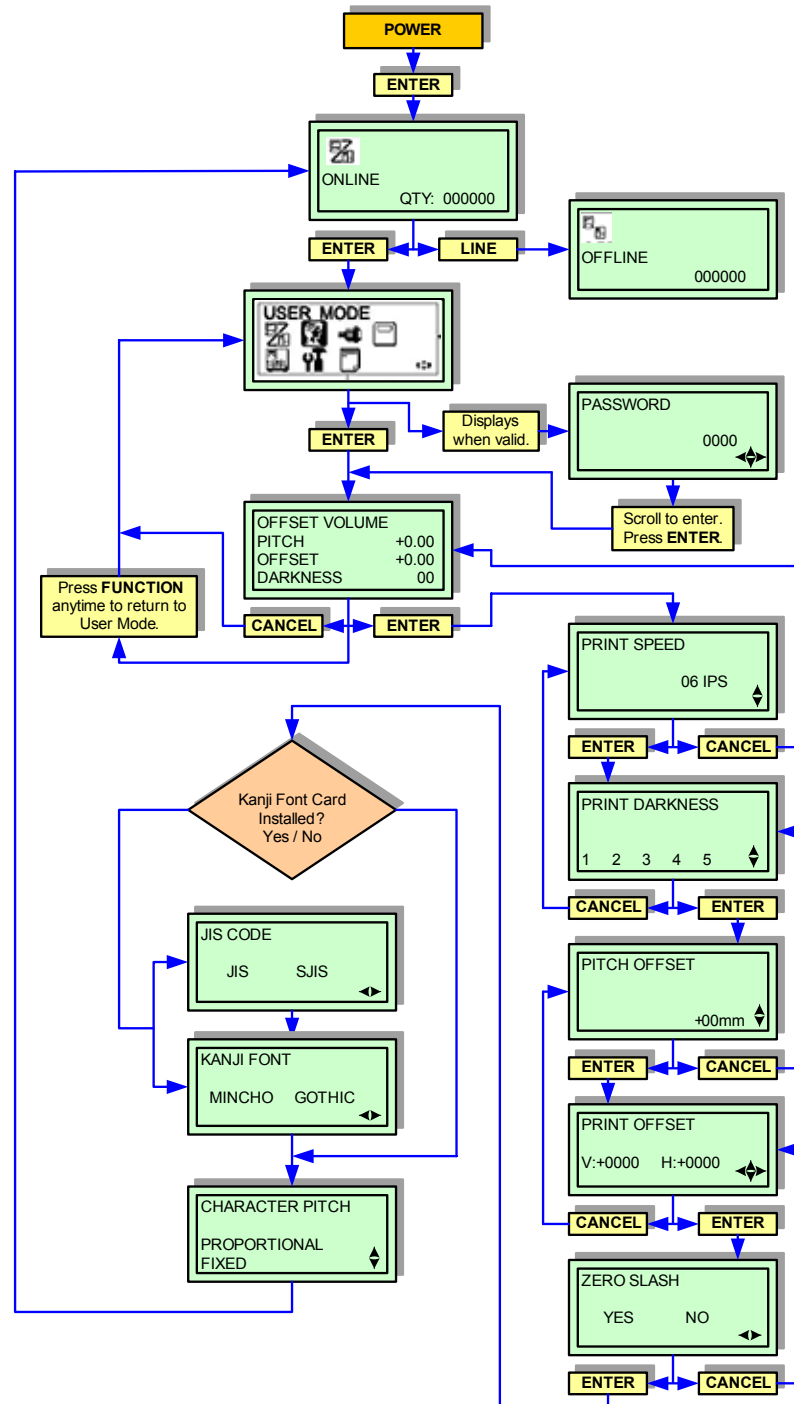 POWER
ENTER
ONLINE
QTY: 000000
ENTER
LINE
OFFLINE
000000
USER MODE
ENTER
Displays
when valid.
PASSWORD
0000
Scroll to enter.
Press ENTER.
OFFSET VOLUME
PITCH +0.00
OFFSET +0.00
DARKNESS 00
Press FUNCTION
anytime to return to
User Mode.
CANCEL
ENTER
PRINT SPEED
06 IPS
ENTER
CANCEL
PRINT DARKNESS
1 2 3 4 5
CANCEL
ENTER
PITCH OFFSET
+00mm
ENTER
CANCEL
PRINT OFFSET
V:+0000 H:+0000
CANCEL
ENTER
ZERO SLASH
YES NO
ENTER
CANCEL
Kanji Font Card
Installed?
Yes / No
JIS CODE
JIS SJIS
KANJI FONT
MINCHO GOTHIC
CHARACTER PITCH
PROPORTIONAL
FIXED